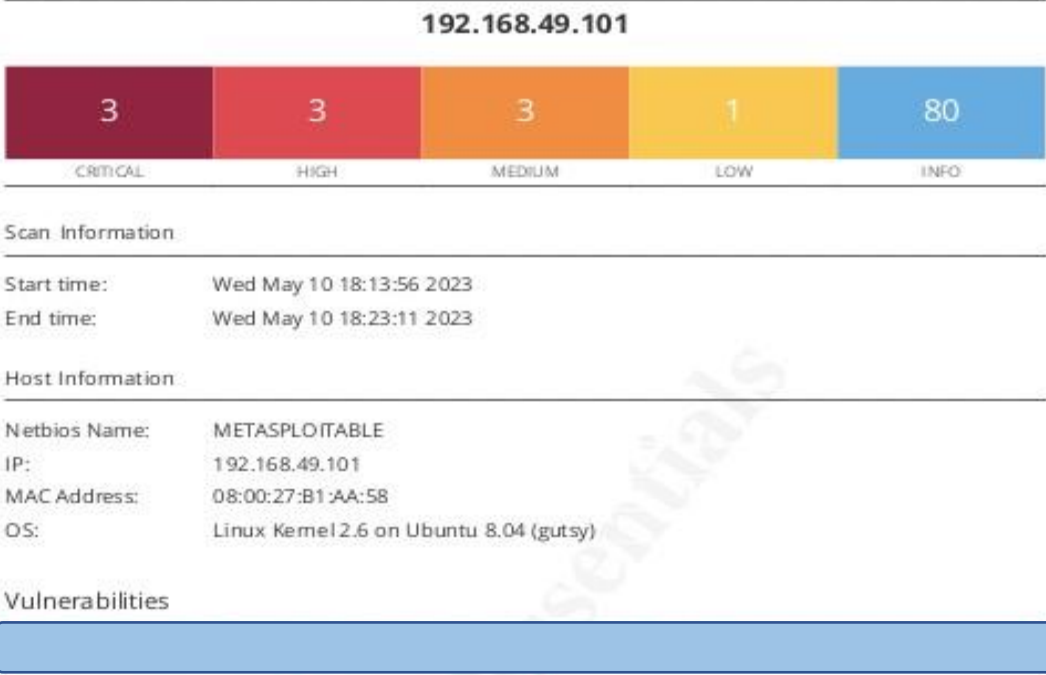 192.168.49.101
3 3 3 1 80
CRITICAL HIGH MEDIUM LOW INFO
Scan Information
Start time: Wed May 10 18:13:56 2023
End time: Wed May 10 18:23:11 2023
Host Information
Netbios Name: METASPLOITABLE
IP: 192.168.49.101
MAC Address: 08:00:27:B1:AA:58
OS: Linux Kernel 2.6 on Ubuntu 8.04 (gutsy)
Vulnerabilities
sentials